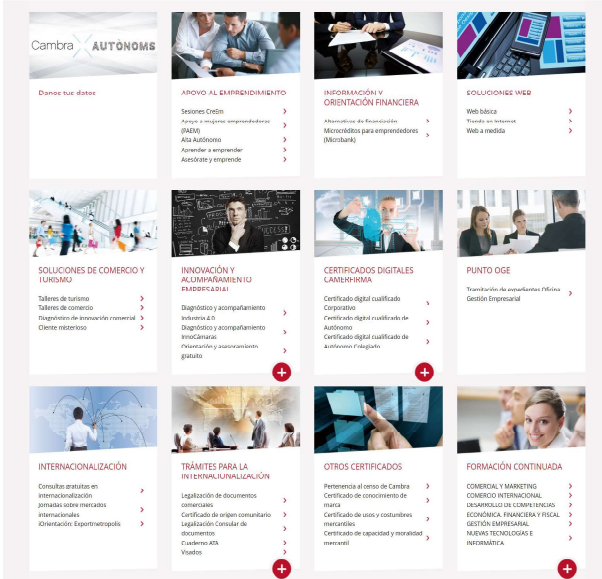 Cambra AUTÒNOMS
Danos tus datos
APOYO AL EMPRENDIMIENTO
Sesiones CreEm
Apoyo a mujeres emprendedoras
(PAEM)
Alta Autónomo
Aprender a emprender
Asesórate y emprende
INFORMACIÓN Y
ORIENTACIÓN FINANCIERA
Alternativas de financiación
Microcréditos para emprendedores
(Microbank)
SOLUCIONES WEB
Web básica
Tienda en Internet
Web a medida
SOLUCIONES DE COMERCIO Y
TURISMO
Talleres de turismo
Talleres de comercio
Diagnóstico de innovación comercial
Cliente misterioso
INNOVACIÓN Y
ACOMPAÑAMIENTO
EMPRESARIAL
Diagnóstico y acompañamiento
Industria 4.0
Diagnóstico y acompañamiento
InnoCámaras
Orientación y asesoramiento
gratuito
CERTIFICADOS DIGITALES
CAMERFIRMA
Certificado digital cualificado
Corporativo
Certificado digital cualificado de
Autónomo
Certificado digital cualificado de
Autónomo Colegiado
PUNTO OGE
Tramitación de expedientes Oficina
Gestión Empresarial
INTERNACIONALIZACIÓN
Consultas gratuitas en
internacionalización
Jornadas sobre mercados
internacionales
iOrientación: Exportmetropolis
TRÁMITES PARA LA
INTERNACIONALIZACIÓN
Legalización de documentos
comerciales
Certificado de origen comunitario
Legalización Consular de
documentos
Cuaderno ATA
Visados
OTROS CERTIFICADOS
Pertenencia al censo de Cambra
Certificado de conocimiento de
marca
Certificado de usos y costumbres
mercantiles
Certificado de capacidad y moralidad
mercantil
FORMACIÓN CONTINUADA
COMERCIAL Y MARKETING
COMERCIO INTERNACIONAL
DESARROLLO DE COMPETENCIAS
ECONÓMICA, FINANCIERA Y FISCAL
GESTIÓN EMPRESARIAL
NUEVAS TECNOLOGÍAS E
INFORMÁTICA